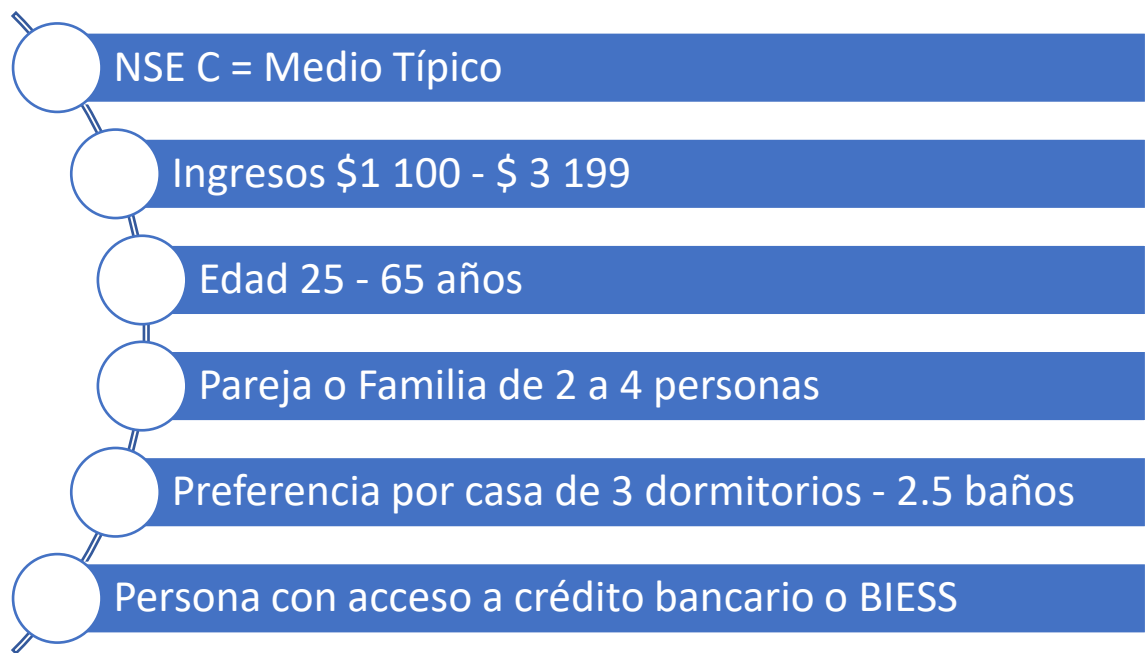 NSE C = Medio Típico
Ingresos $1 100 - $ 3 199
Edad 25 - 65 años
Pareja o Familia de 2 a 4 personas
Preferencia por casa de 3 dormitorios - 2.5 baños
Persona con acceso a crédito bancario o BIESS